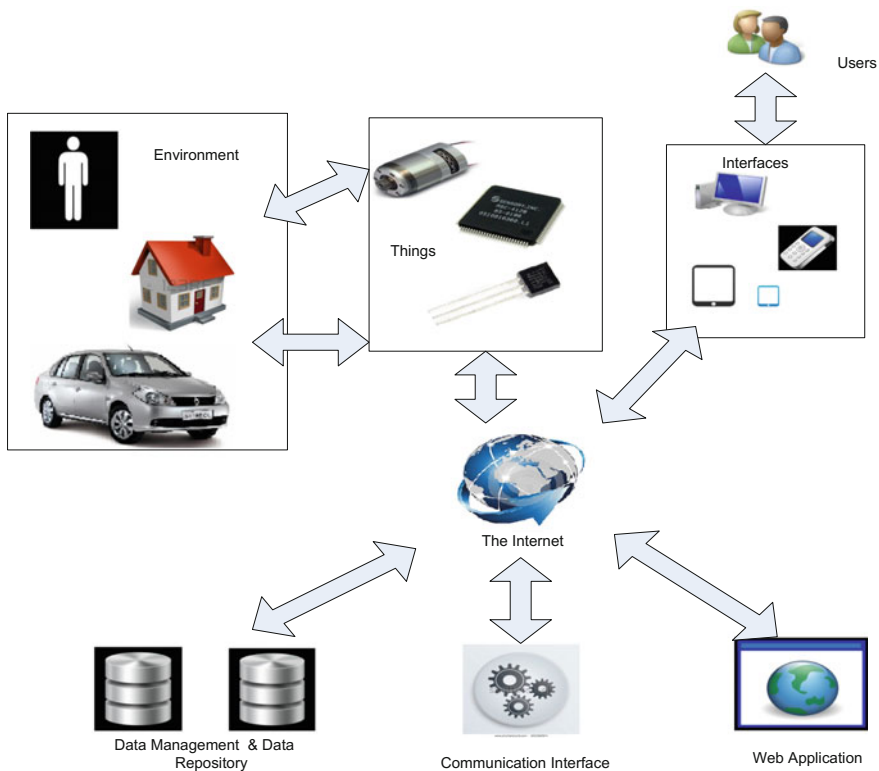 Users
Environment
Interfaces
Things
The Internet
Data Management & Data
Repository
Communication Interface
Web Application